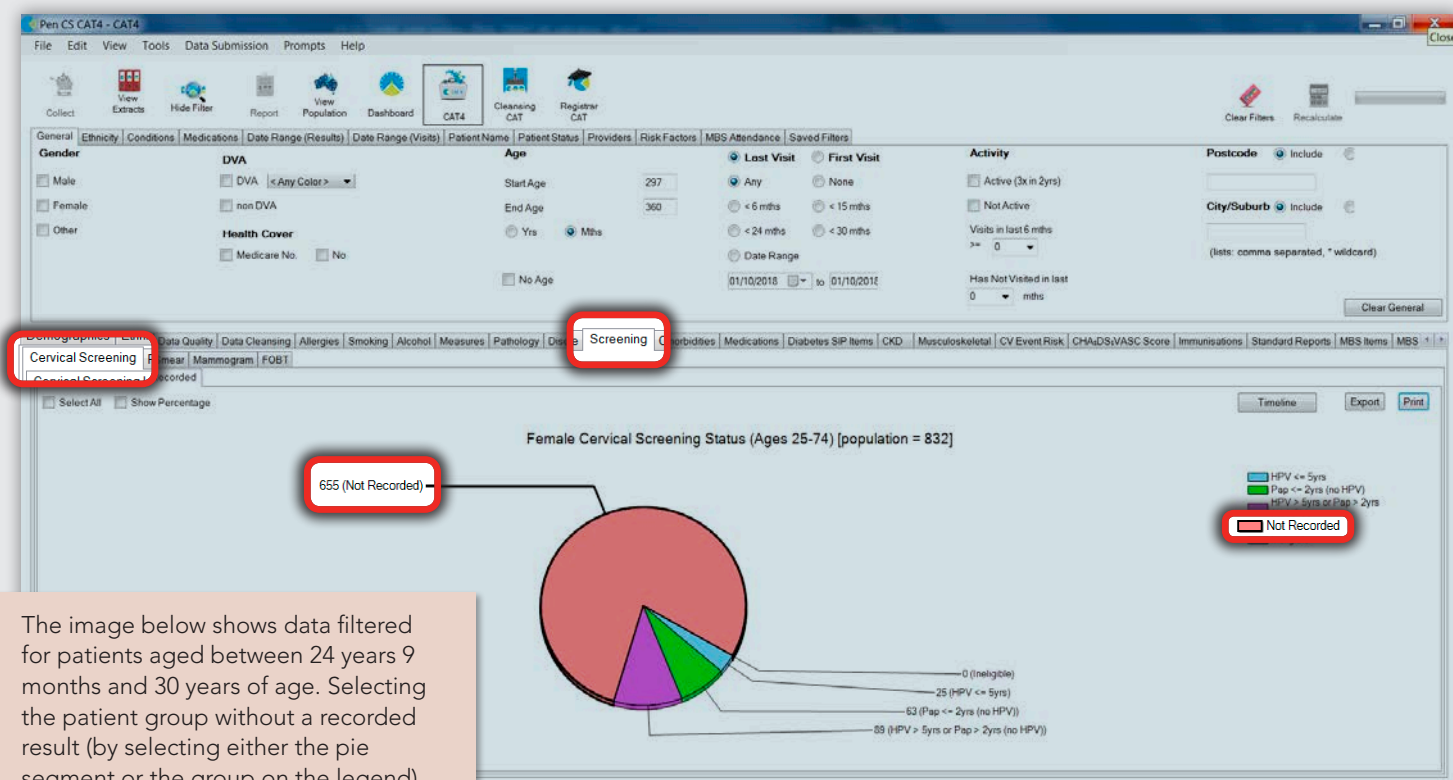 Pen CS CAT4 - CAT4
Close
File Edit View Tools Data Submission Prompts Help
Collect View Extracts Hide Filter Report View Population Dashboard CAT4 Cleansing CAT Registrar CAT Clear Filters Recalculate
General Ethnicity Conditions Medications Date Range (Results) Date Range (Visits) Patient Name Patient Status Providers Risk Factors MBS Attendance Saved Filters
Gender DVA Age Last Visit First Visit Activity Postcode Include
Male DVA <Any Color> Start Age 297 Any None Active (3x in 2yrs)
Female non DVA End Age 360 < 6 mths < 15 mths Not Active City/Suburb Include
Other Health Cover Yrs Mths < 24 mths < 30 mths Visits in last 6 mths
Medicare No. No Date Range >= 0 (lists: comma separated, * wildcard)
No Age 01/10/2018 to 01/10/2018 Has Not Visited in last
0 mths
Clear General
Data Quality Data Cleansing Allergies Smoking Alcohol Measures Pathology Screening Medications Diabetes SIP Items CKD Musculoskeletal CV Event Risk CHA₂DS₂VASC Score Immunisations Standard Reports MBS Items MBS
Cervical Screening Mammogram FOBT
Select All Show Percentage Timeline Export Print
Female Cervical Screening Status (Ages 25-74) [population = 832]
655 (Not Recorded)
HPV <= 5yrs
Pap <= 2yrs (no HPV)
HPV > 5yrs or Pap > 2yrs
Not Recorded
0 (Ineligible)
25 (HPV <= 5yrs)
63 (Pap <= 2yrs (no HPV))
89 (HPV > 5yrs or Pap > 2yrs (no HPV))
The image below shows data filtered
for patients aged between 24 years 9
months and 30 years of age. Selecting
the patient group without a recorded
result (by selecting either the pie
segment or the group on the legend)